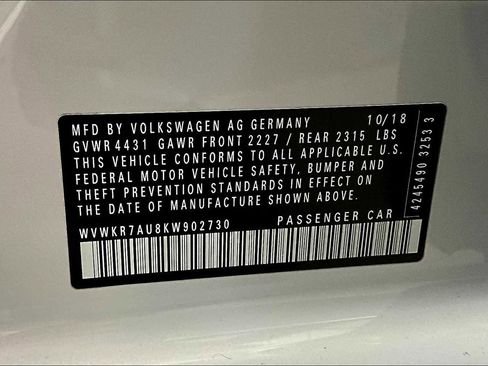 MFD BY VOLKSWAGEN AG GERMANY 10/18
GVWR 4431 GAWR FRONT 2227 / REAR 2315 LBS
THIS VEHICLE CONFORMS TO ALL APPLICABLE U.S.
FEDERAL MOTOR VEHICLE SAFETY, BUMPER AND
THEFT PREVENTION STANDARDS IN EFFECT ON
THE DATE OF MANUFACTURE SHOWN ABOVE.
WVWKR7AU8KW902730 PASSENGER CAR
4245490 3253 3